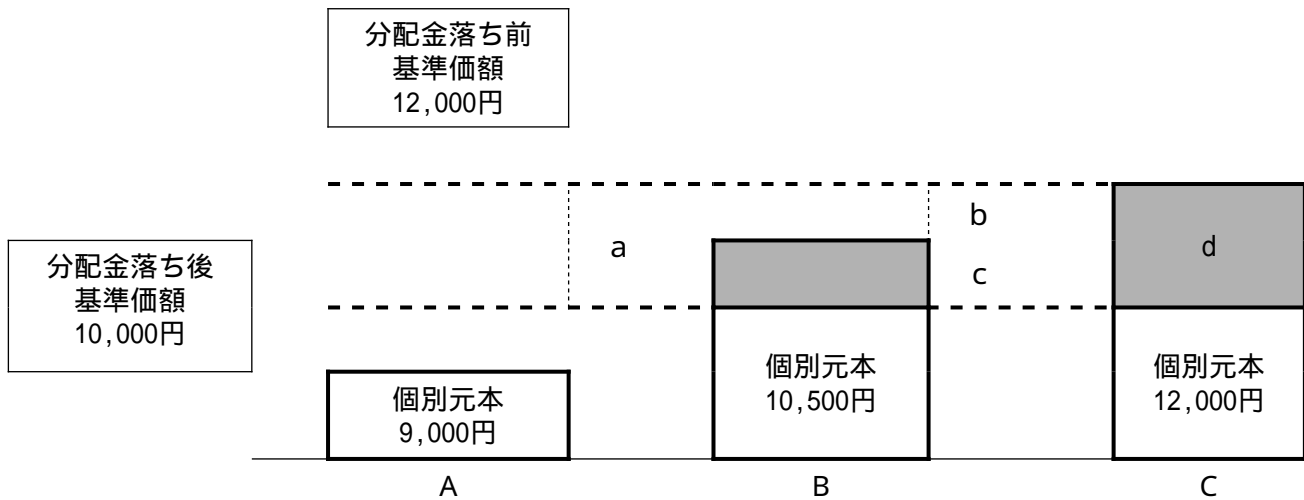 分配金落ち前
基準価額
12,000円
分配金落ち後
基準価額
10,000円
a
b
c
d
個別元本
9,000円
個別元本
10,500円
個別元本
12,000円
A
B
C